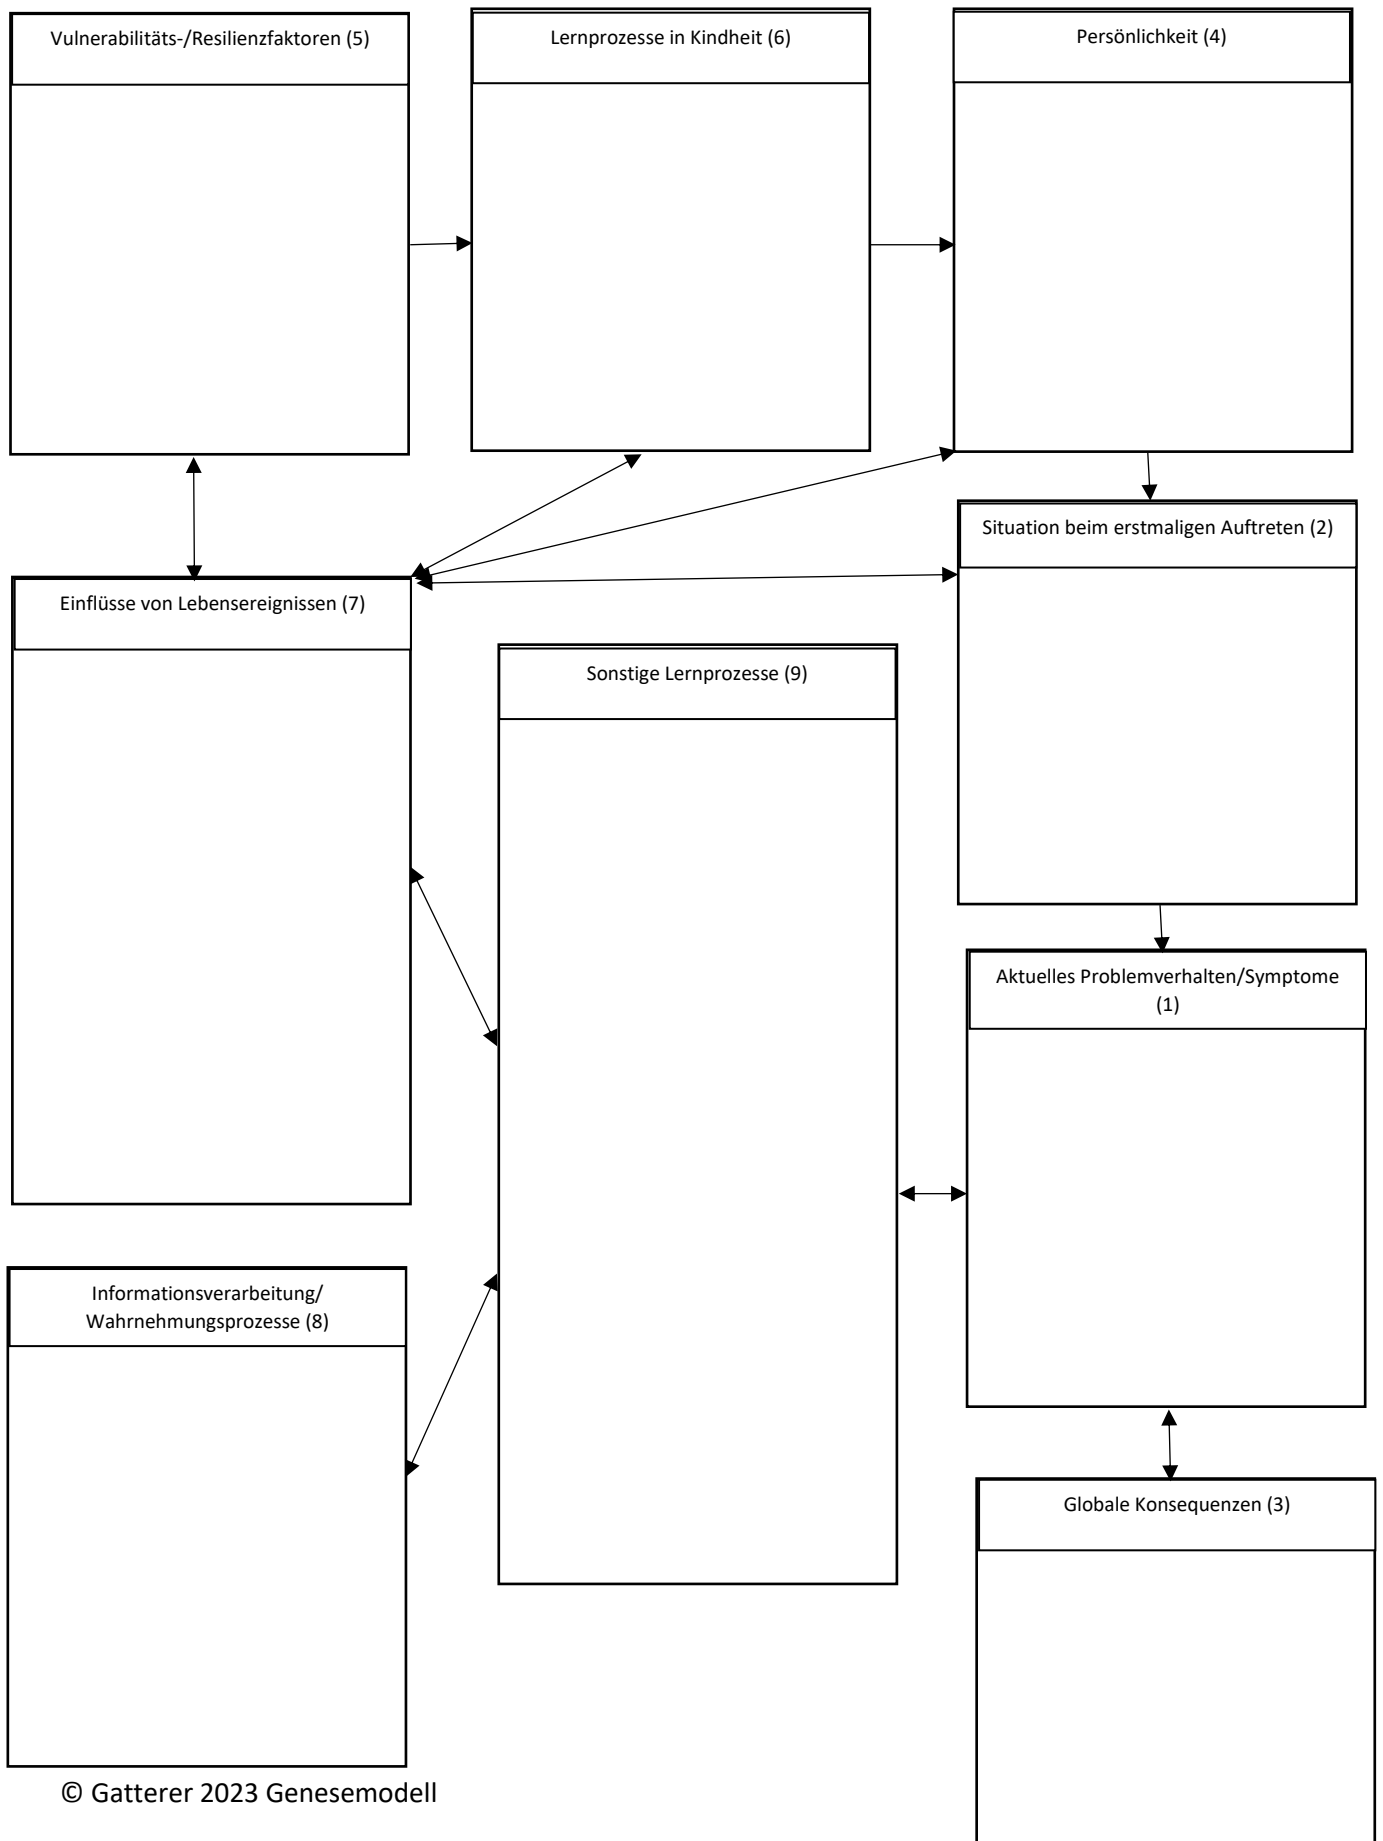 Vulnerabilitäts-/Resilienzfaktoren (5)
Lernprozesse in Kindheit (6)
Persönlichkeit (4)
Situation beim erstmaligen Auftreten (2)
Einflüsse von Lebensereignissen (7)
Sonstige Lernprozesse (9)
Aktuelles Problemverhalten/Symptome
(1)
Informationsverarbeitung/
Wahrnehmungsprozesse (8)
Globale Konsequenzen (3)
© Gatterer 2023 Genesemodell